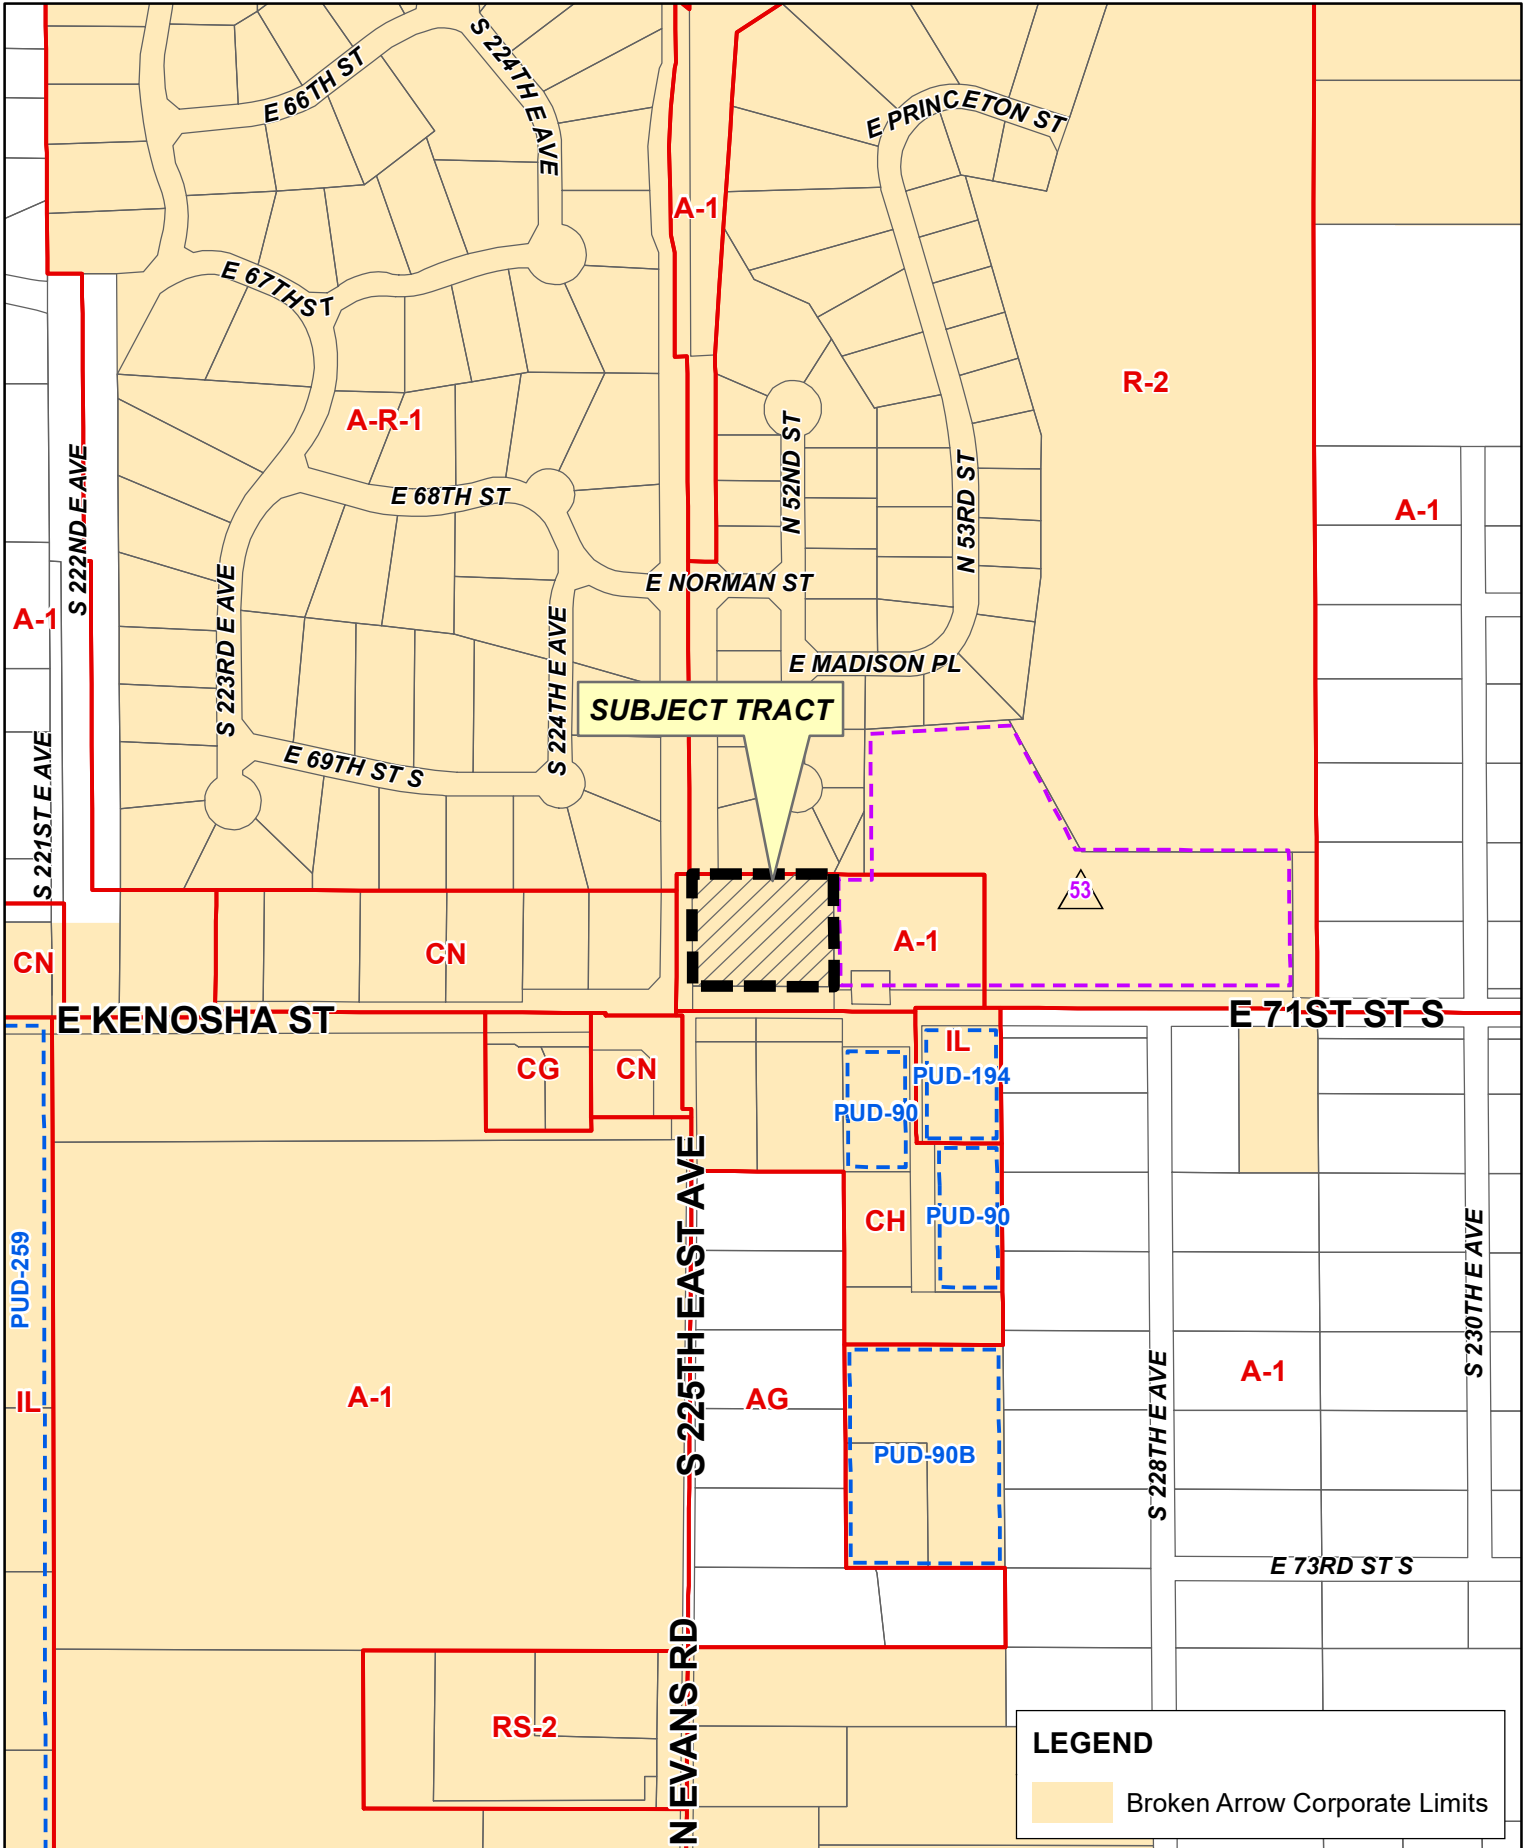 E 66TH ST
S 224TH E AVE
E PRINCETON ST
A-1
E 67TH ST
R-2
A-R-1
S 222ND E AVE
E 68TH ST
N 52ND ST
N 53RD ST
A-1
A-1
S 223RD E AVE
E NORMAN ST
S 224TH E AVE
E MADISON PL
SUBJECT TRACT
S 221ST E AVE
E 69TH ST S
53
CN
CN
A-1
E KENOSHA ST
E 71ST ST S
CG
CN
IL
PUD-194
PUD-90
PUD-259
S 225TH EAST AVE
CH
PUD-90
S 230TH E AVE
IL
A-1
AG
S 228TH E AVE
A-1
PUD-90B
E 73RD ST S
RS-2
N EVANS RD
LEGEND
Broken Arrow Corporate Limits